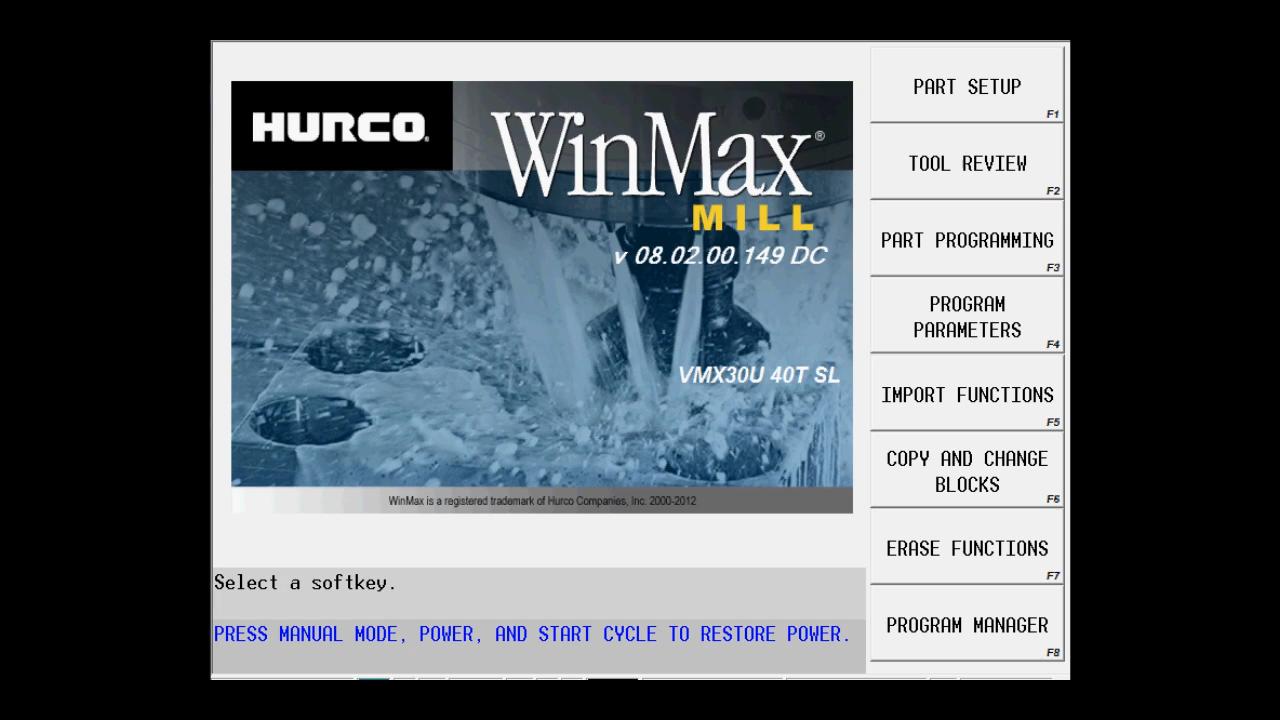 HURCO
WinMax®
MILL
v 08.02.00.149 DC
VMX30U 40T SL
WinMax is a registered trademark of Hurco Companies, Inc. 2000-2012
Select a softkey.
PRESS MANUAL MODE, POWER, AND START CYCLE TO RESTORE POWER.
PART SETUP
F1
TOOL REVIEW
F2
PART PROGRAMMING
F3
PROGRAM
PARAMETERS
F4
IMPORT FUNCTIONS
F5
COPY AND CHANGE
BLOCKS
F6
ERASE FUNCTIONS
F7
PROGRAM MANAGER
F8